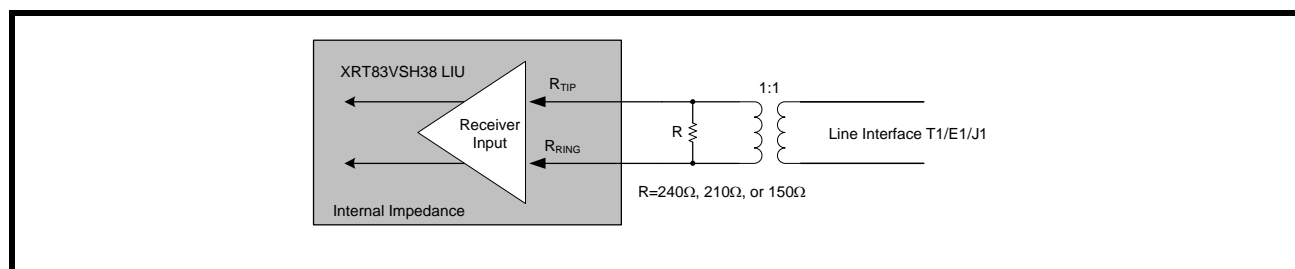 XRT83VSH38 LIU
RTIP
1:1
Receiver
Input
R
Line Interface T1/E1/J1
RRING
R=240Ω, 210Ω, or 150Ω
Internal Impedance